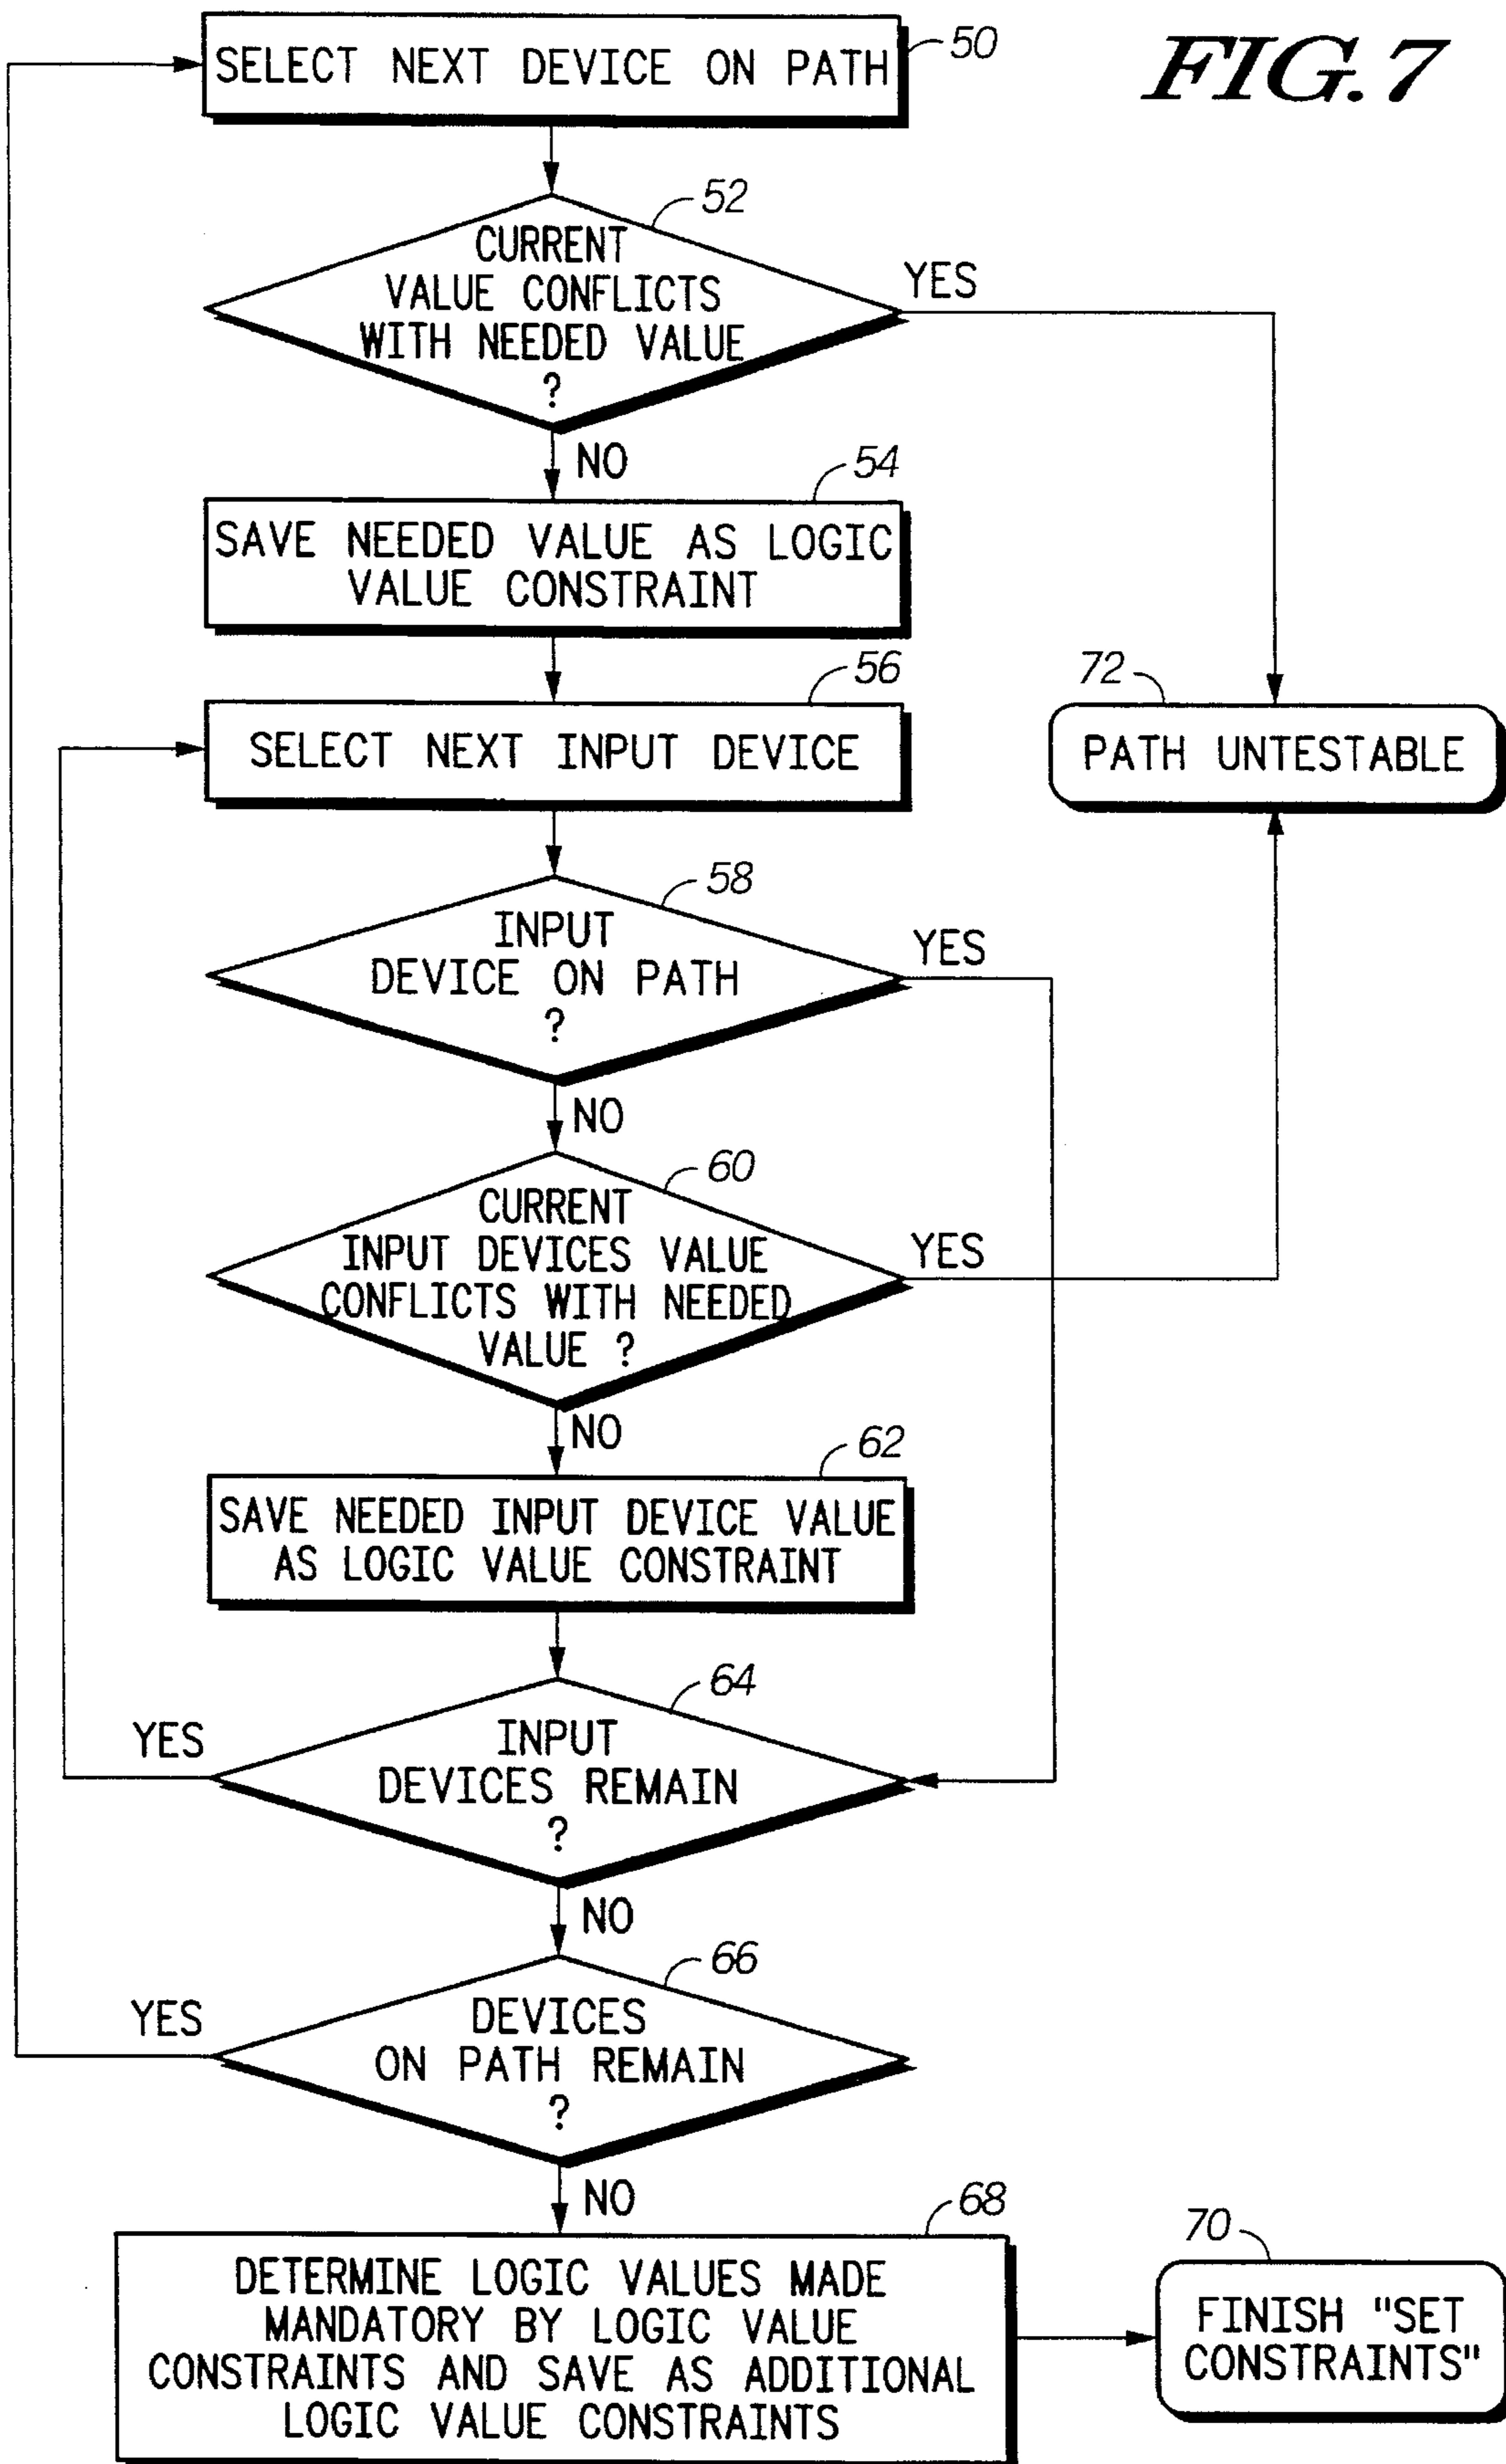 FIG. 7
50
SELECT NEXT DEVICE ON PATH
52
CURRENT
VALUE CONFLICTS
WITH NEEDED VALUE
?
YES
NO
54
SAVE NEEDED VALUE AS LOGIC
VALUE CONSTRAINT
56
SELECT NEXT INPUT DEVICE
72
PATH UNTESTABLE
58
INPUT
DEVICE ON PATH
?
YES
NO
60
CURRENT
INPUT DEVICES VALUE
CONFLICTS WITH NEEDED
VALUE ?
YES
NO
62
SAVE NEEDED INPUT DEVICE VALUE
AS LOGIC VALUE CONSTRAINT
64
INPUT
DEVICES REMAIN
?
YES
NO
66
DEVICES
ON PATH REMAIN
?
YES
NO
68
DETERMINE LOGIC VALUES MADE
MANDATORY BY LOGIC VALUE
CONSTRAINTS AND SAVE AS ADDITIONAL
LOGIC VALUE CONSTRAINTS
70
FINISH "SET
CONSTRAINTS"